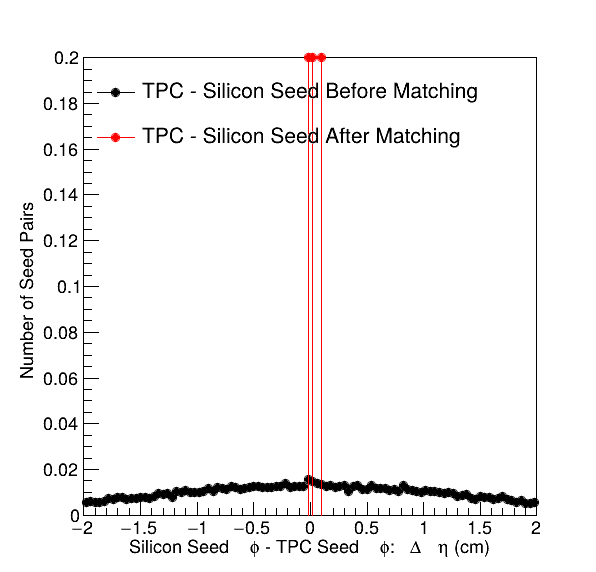 0.2
TPC - Silicon Seed Before Matching
0.18
TPC - Silicon Seed After Matching
0.16
0.14
0.12
0.1
0.08
0.06
0.04
0.02
0
Number of Seed Pairs
−2 −1.5 −1 −0.5 0 0.5 1 1.5 2
Silicon Seed ϕ - TPC Seed ϕ: Δ η (cm)